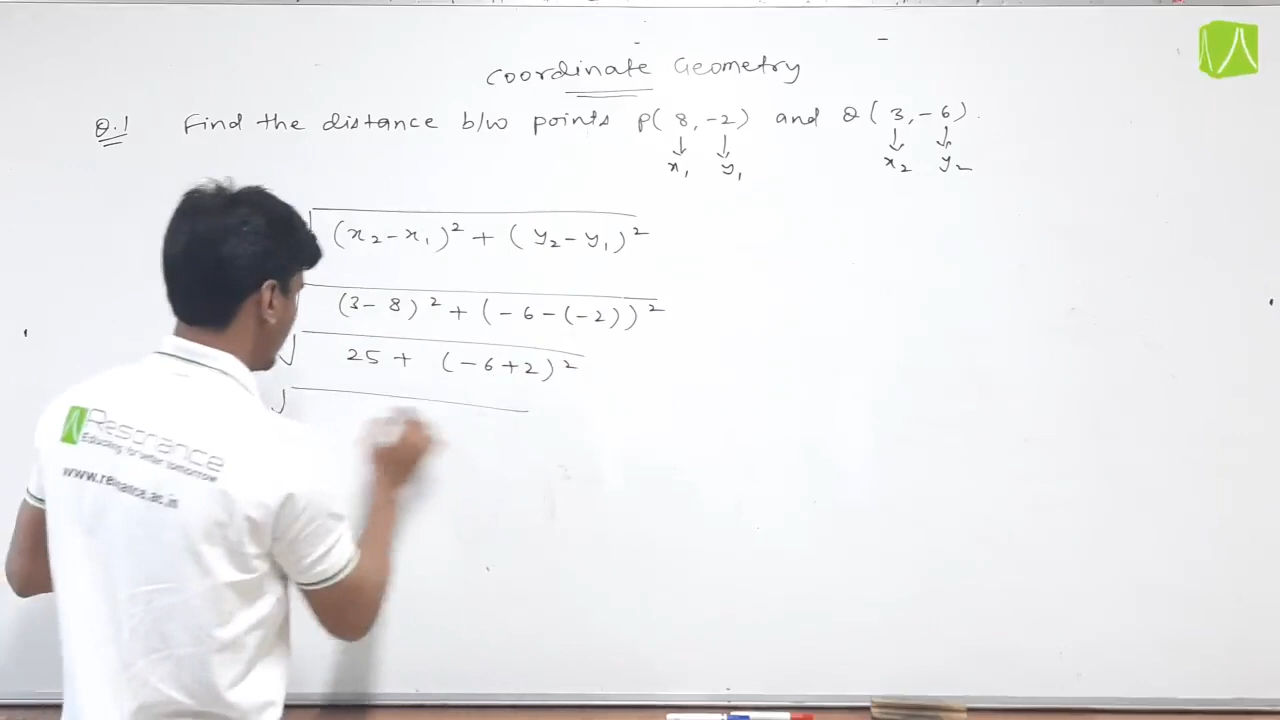 Coordinate Geometry
Q.1 Find the distance b/w points P(8,-2) and Q(3,-6).
↓ ↓ ↓ ↓
x₁ y₁ x₂ y₂
√(x₂-x₁)² + (y₂-y₁)²
√(3-8)² + (-6-(-2))²
√25 + (-6+2)²
√
Resonance
Educating for better tomorrow
www.resonance.ac.in